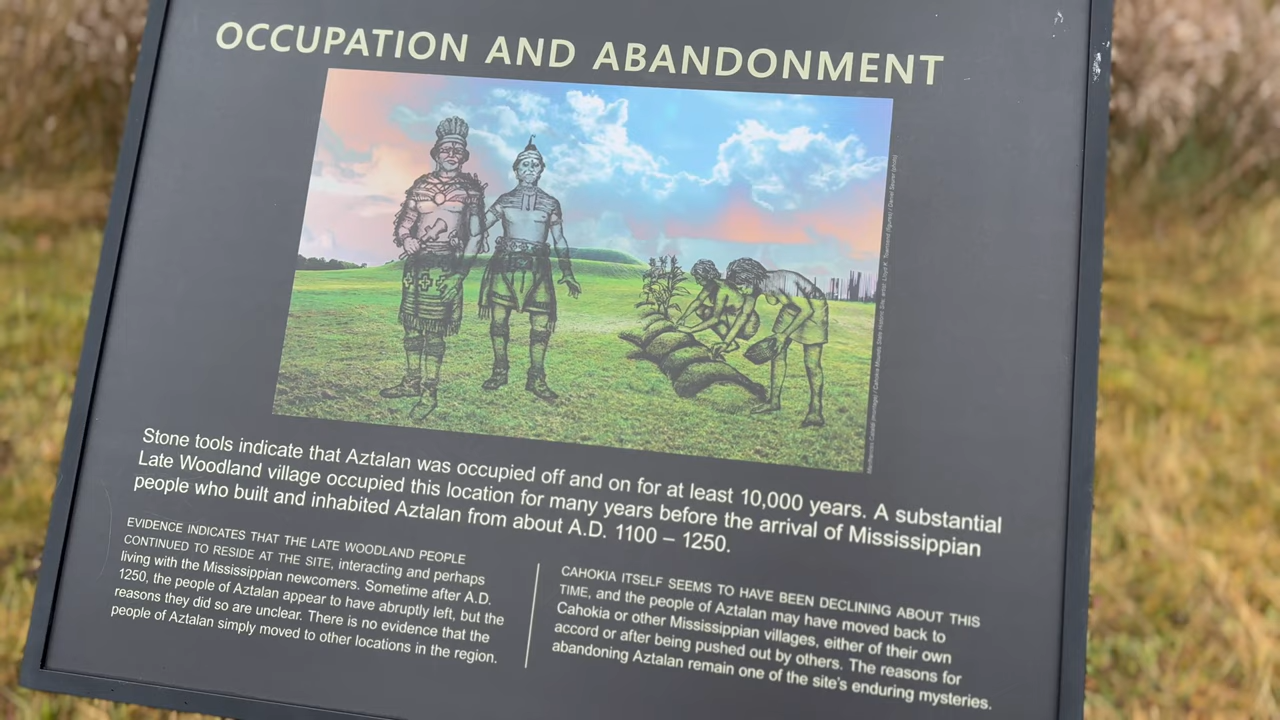 OCCUPATION AND ABANDONMENT
Stone tools indicate that Aztalan was occupied off and on for at least 10,000 years. A substantial
Late Woodland village occupied this location for many years before the arrival of Mississippian
people who built and inhabited Aztalan from about A.D. 1100 – 1250.
EVIDENCE INDICATES THAT THE LATE WOODLAND PEOPLE
CONTINUED TO RESIDE AT THE SITE, interacting and perhaps
living with the Mississippian newcomers. Sometime after A.D.
1250, the people of Aztalan appear to have abruptly left, but the
reasons they did so are unclear. There is no evidence that the
people of Aztalan simply moved to other locations in the region.
CAHOKIA ITSELF SEEMS TO HAVE BEEN DECLINING ABOUT THIS
TIME, and the people of Aztalan may have moved back to
Cahokia or other Mississippian villages, either of their own
accord or after being pushed out by others. The reasons for
abandoning Aztalan remain one of the site's enduring mysteries.